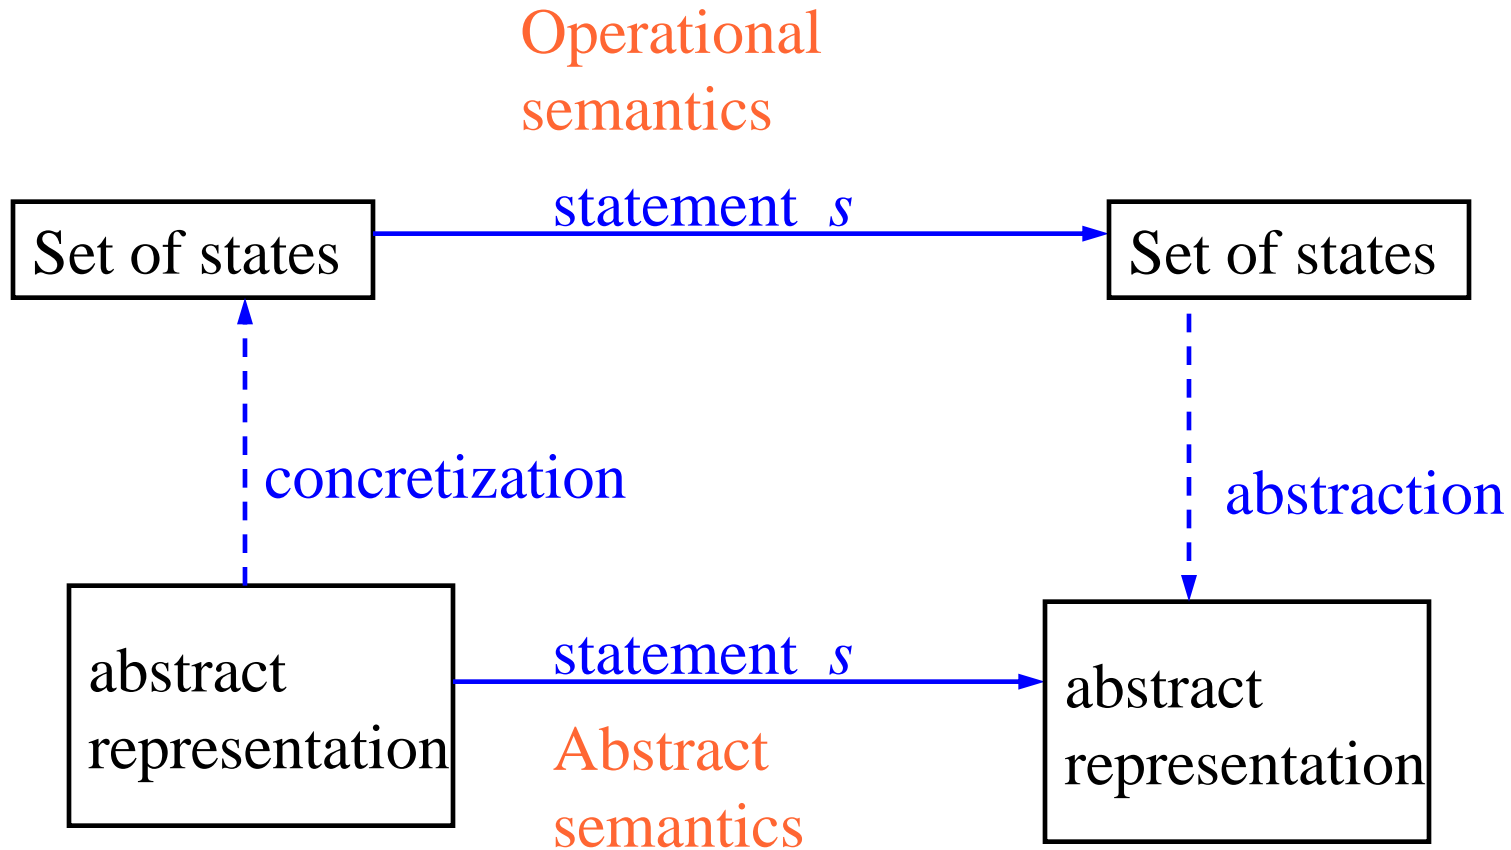 Operational
semantics
statement s
Set of states
Set of states
concretization
abstraction
abstract
representation
statement s
abstract
representation
Abstract
semantics